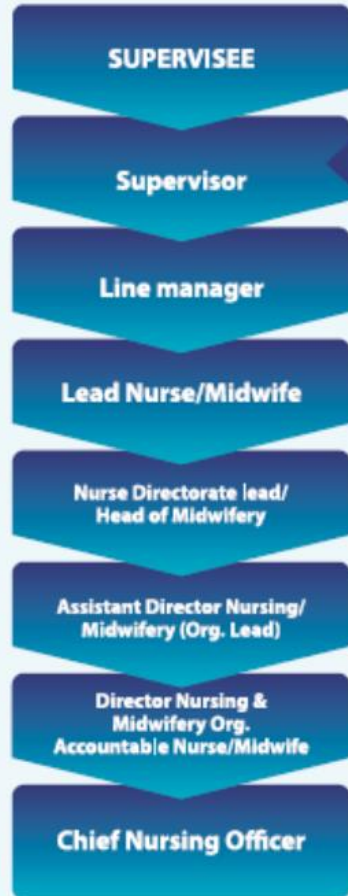 SUPERVISEE
Supervisor
Line manager
Lead Nurse/Midwife
Nurse Directorate lead/
Head of Midwifery
Assistant Director Nursing/
Midwifery (Org. Lead)
Director Nursing &
Midwifery Org.
Accountable Nurse/Midwife
Chief Nursing Officer